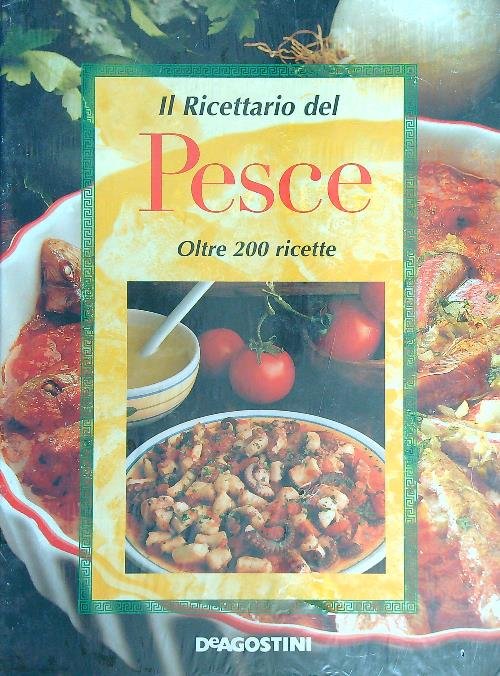 Il Ricettario del
Pesce
Oltre 200 ricette
DEAGOSTINI